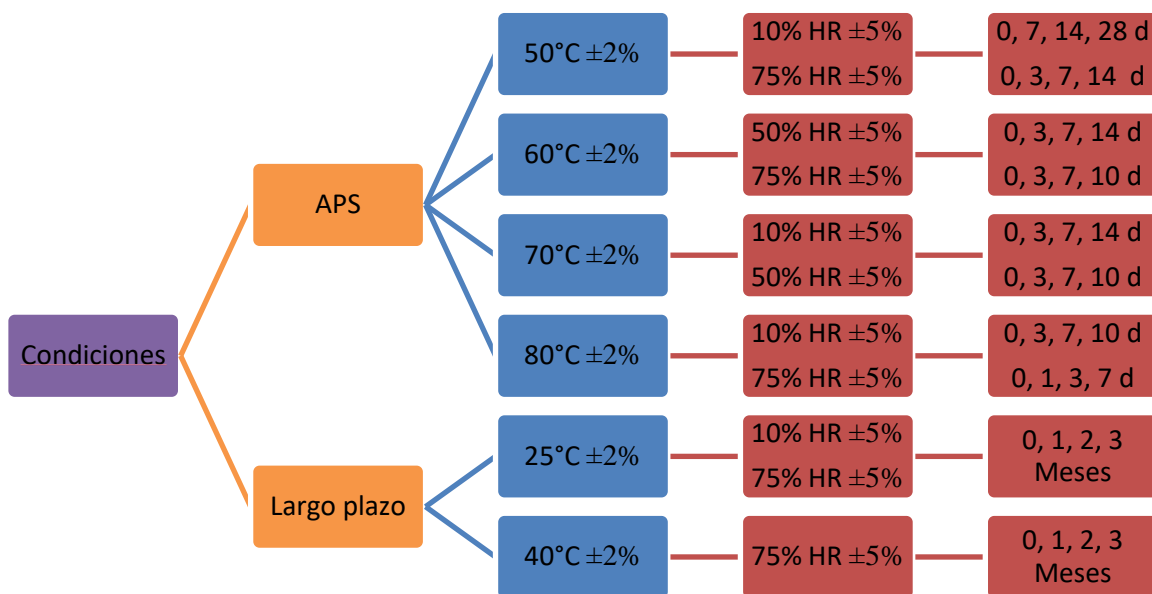 Condiciones
APS
50°C ±2%
10% HR ±5%
75% HR ±5%
0, 7, 14, 28 d
0, 3, 7, 14 d
60°C ±2%
50% HR ±5%
75% HR ±5%
0, 3, 7, 14 d
0, 3, 7, 10 d
70°C ±2%
10% HR ±5%
50% HR ±5%
0, 3, 7, 14 d
0, 3, 7, 10 d
80°C ±2%
10% HR ±5%
75% HR ±5%
0, 3, 7, 10 d
0, 1, 3, 7 d
Largo plazo
25°C ±2%
10% HR ±5%
75% HR ±5%
0, 1, 2, 3
Meses
40°C ±2%
75% HR ±5%
0, 1, 2, 3
Meses